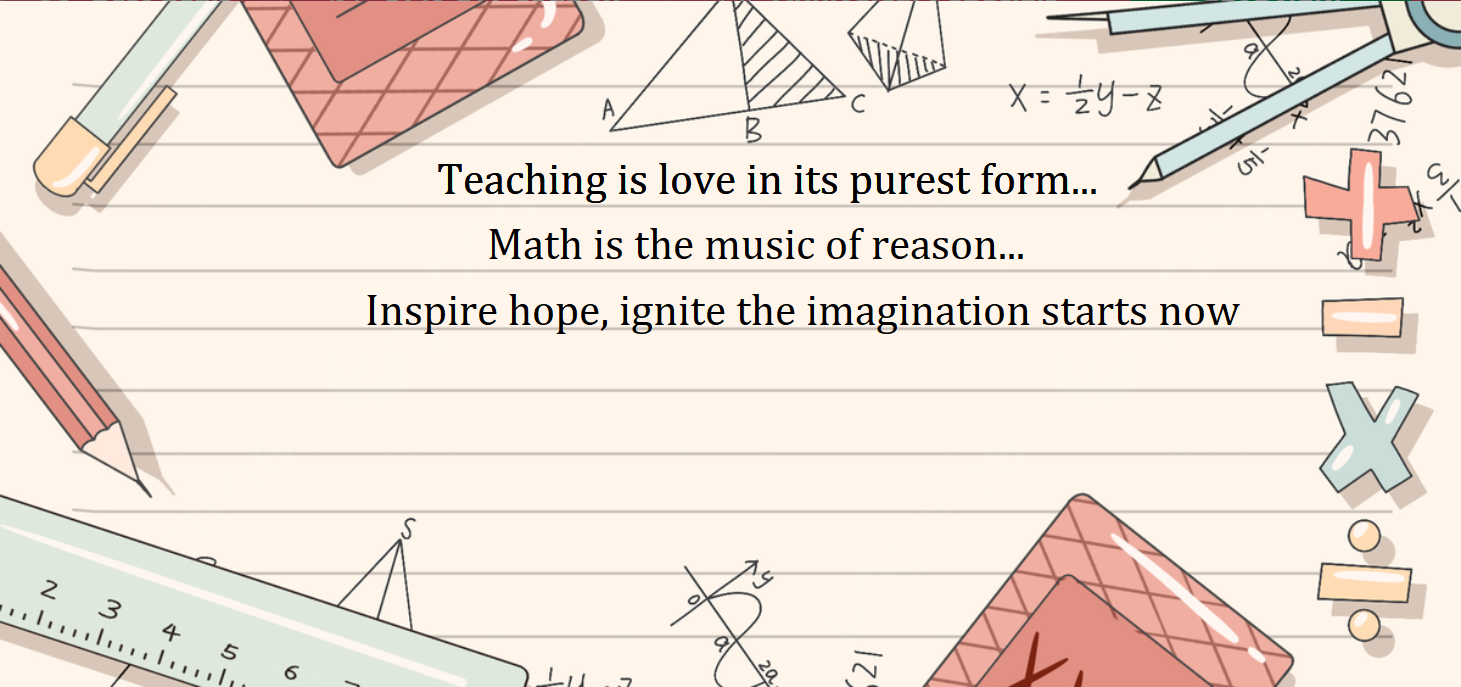 A
B
C
x = 1/2 y - z
a
37621
Teaching is love in its purest form...
Math is the music of reason...
Inspire hope, ignite the imagination starts now
S
2 3 4 5 6
y
o
a
2a